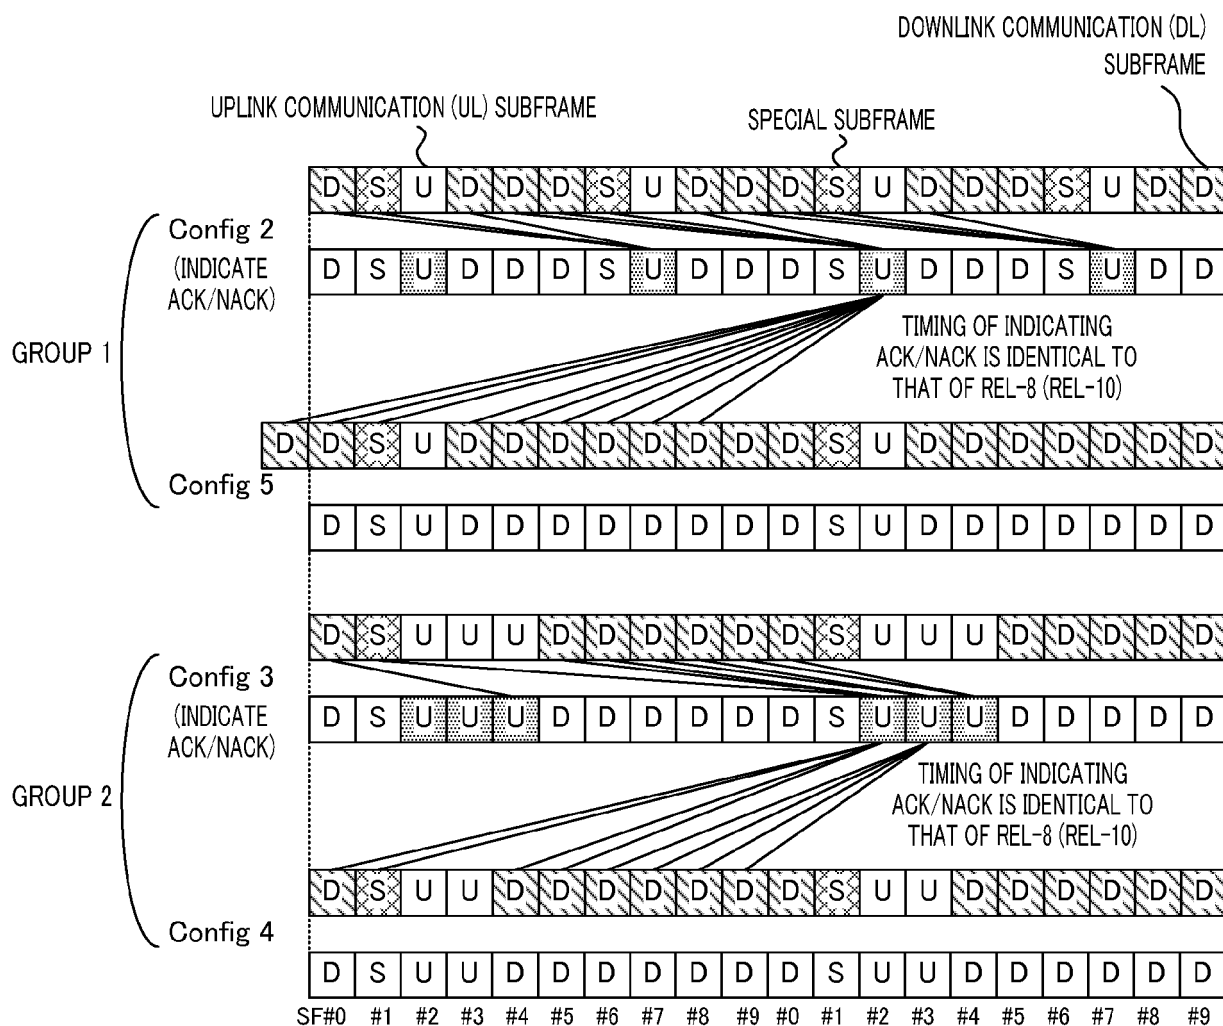 DOWNLINK COMMUNICATION (DL)
SUBFRAME
UPLINK COMMUNICATION (UL) SUBFRAME
SPECIAL SUBFRAME
D S U D D D S U D D D S U D D D S U D D
Config 2
(INDICATE
ACK/NACK)
D S U D D D S U D D D S U D D D S U D D
GROUP 1
TIMING OF INDICATING
ACK/NACK IS IDENTICAL TO
THAT OF REL-8 (REL-10)
D D S U D D D D D D D D S U D D D D D D D
Config 5
D S U D D D D D D D D S U D D D D D D D
D S U U U D D D D D D S U U U D D D D D
Config 3
(INDICATE
ACK/NACK)
D S U U U D D D D D D S U U U D D D D D
GROUP 2
TIMING OF INDICATING
ACK/NACK IS IDENTICAL TO
THAT OF REL-8 (REL-10)
D S U U D D D D D D D S U U D D D D D D
Config 4
D S U U D D D D D D D S U U D D D D D D
SF#0 #1 #2 #3 #4 #5 #6 #7 #8 #9 #0 #1 #2 #3 #4 #5 #6 #7 #8 #9